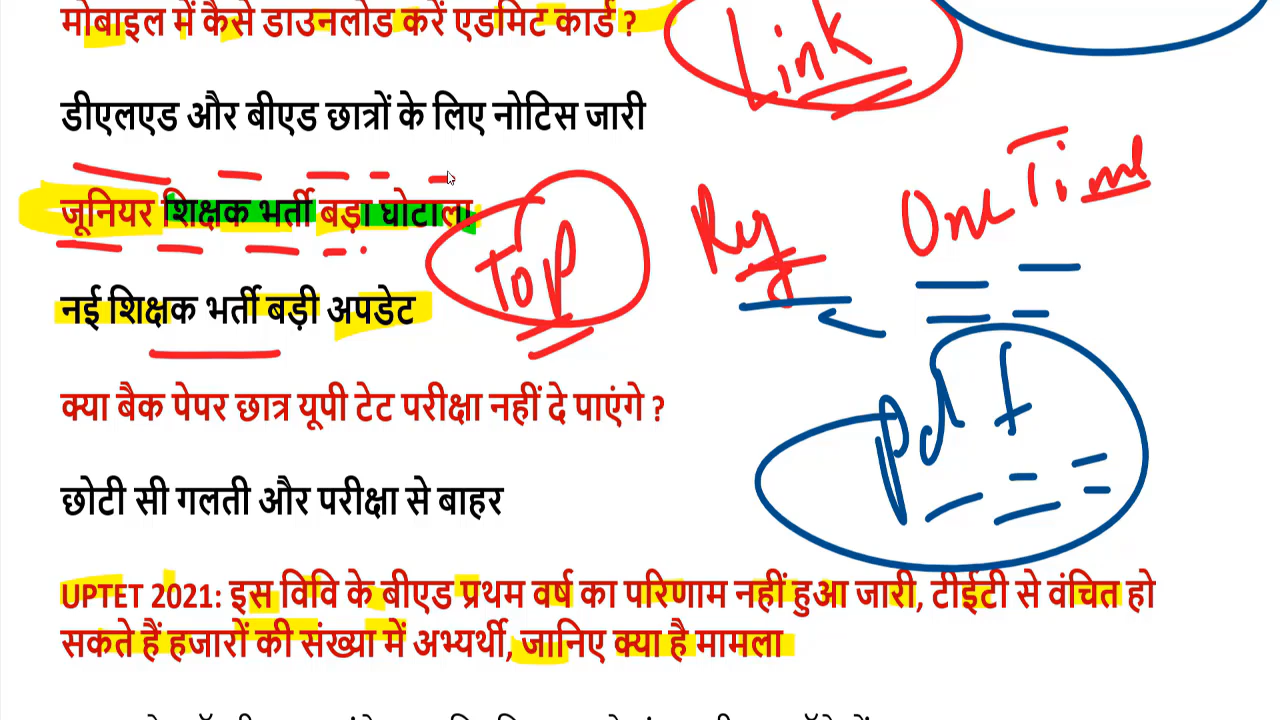 मोबाइल में कैसे डाउनलोड करें एडमिट कार्ड ?
Link
डीएलएड और बीएड छात्रों के लिए नोटिस जारी
जूनियर शिक्षक भर्ती बड़ा घोटाला
Top
Reg
One Time
नई शिक्षक भर्ती बड़ी अपडेट
pdf
क्या बैक पेपर छात्र यूपी टेट परीक्षा नहीं दे पाएंगे ?
छोटी सी गलती और परीक्षा से बाहर
UPTET 2021: इस विवि के बीएड प्रथम वर्ष का परिणाम नहीं हुआ जारी, टीईटी से वंचित हो
सकते हैं हजारों की संख्या में अभ्यर्थी, जानिए क्या है मामला